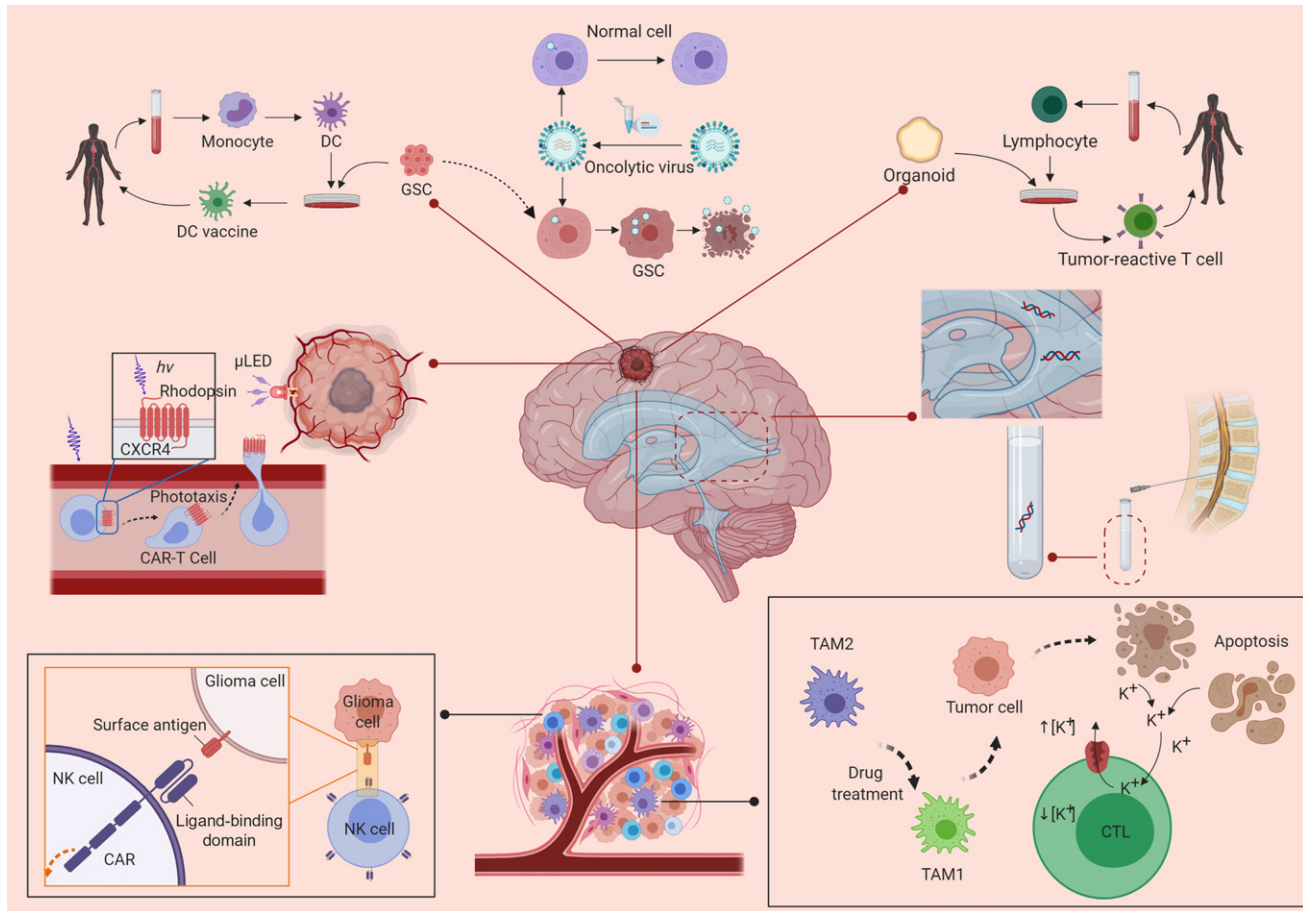 Normal cell
Monocyte
DC
Oncolytic virus
GSC
DC vaccine
GSC
Organoid
Lymphocyte
Tumor-reactive T cell
hv
Rhodopsin
CXCR4
µLED
Phototaxis
CAR-T Cell
Glioma cell
Surface antigen
NK cell
Ligand-binding
domain
CAR
Glioma
cell
NK cell
TAM2
Drug
treatment
TAM1
Tumor cell
Apoptosis
K⁺
K⁺
K⁺
↑[K⁺]
K⁺
↓[K⁺]
CTL